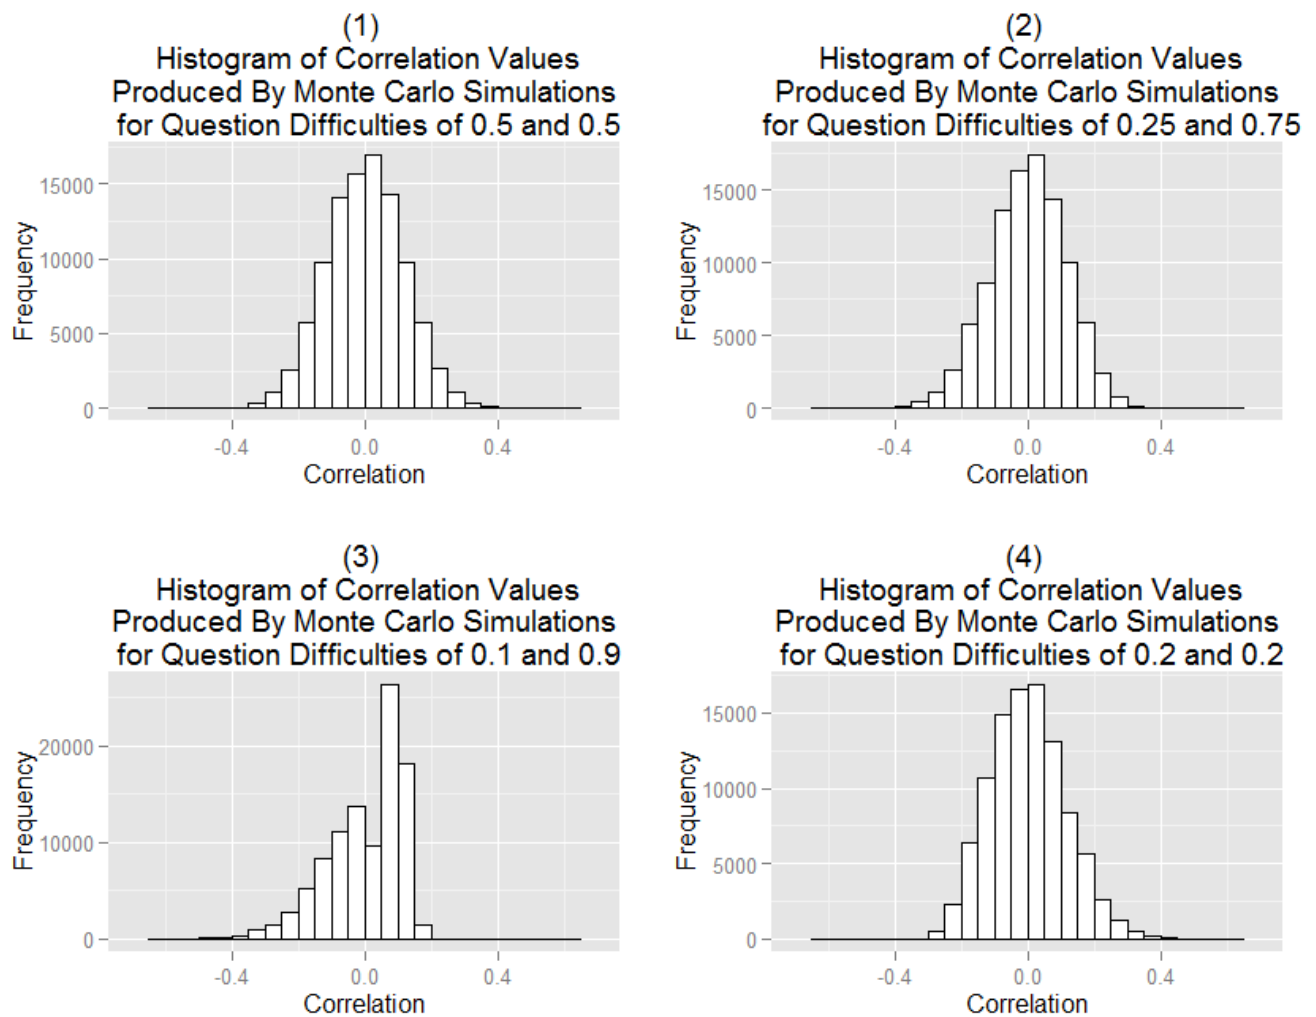 (1)
Histogram of Correlation Values
Produced By Monte Carlo Simulations
for Question Difficulties of 0.5 and 0.5
15000
10000
5000
0
Frequency
-0.4 0.0 0.4
Correlation
(2)
Histogram of Correlation Values
Produced By Monte Carlo Simulations
for Question Difficulties of 0.25 and 0.75
15000
10000
5000
0
Frequency
-0.4 0.0 0.4
Correlation
(3)
Histogram of Correlation Values
Produced By Monte Carlo Simulations
for Question Difficulties of 0.1 and 0.9
20000
10000
0
Frequency
-0.4 0.0 0.4
Correlation
(4)
Histogram of Correlation Values
Produced By Monte Carlo Simulations
for Question Difficulties of 0.2 and 0.2
15000
10000
5000
0
Frequency
-0.4 0.0 0.4
Correlation